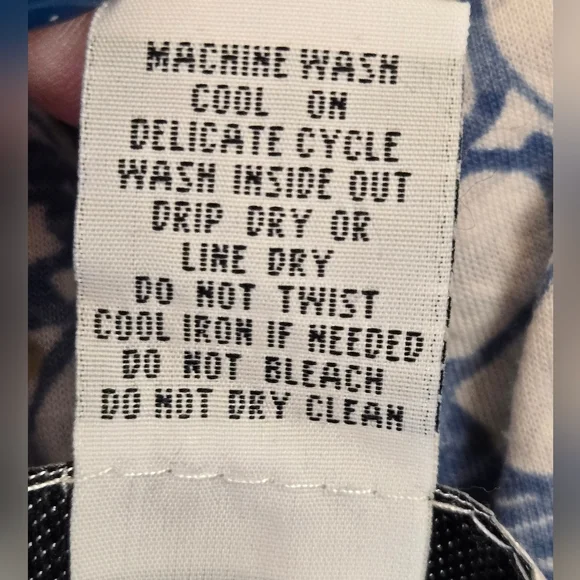 MACHINE WASH
COOL ON
DELICATE CYCLE
WASH INSIDE OUT
DRIP DRY OR
LINE DRY
DO NOT TWIST
COOL IRON IF NEEDED
DO NOT BLEACH
DO NOT DRY CLEAN